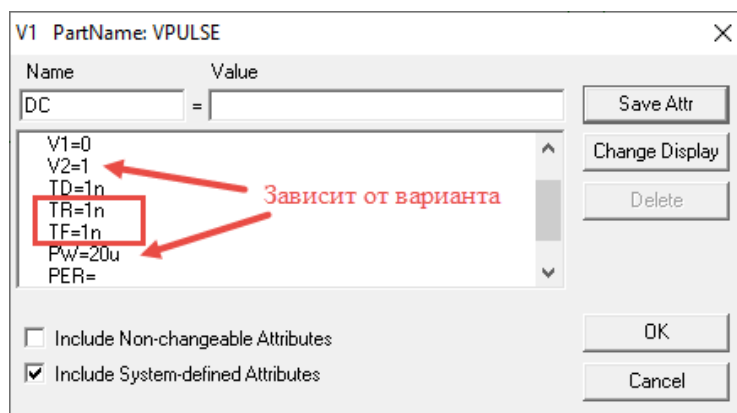 V1 PartName: VPULSE
Name Value
DC =
Save Attr
V1=0
V2=1
TD=1n
TR=1n
TF=1n
PW=20u
PER=
Зависит от варианта
Change Display
Delete
Include Non-changeable Attributes
Include System-defined Attributes
OK
Cancel